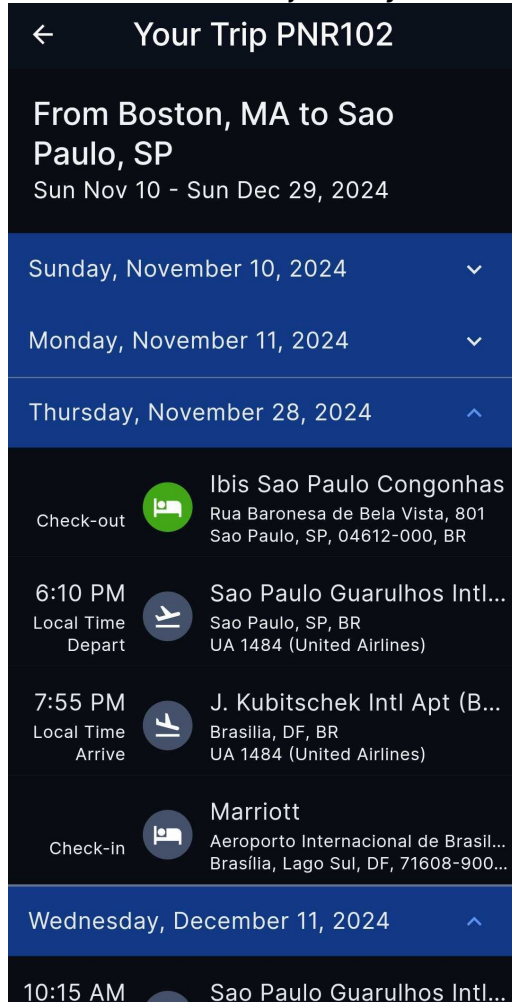 Your Trip PNR102
From Boston, MA to Sao
Paulo, SP
Sun Nov 10 - Sun Dec 29, 2024
Sunday, November 10, 2024
Monday, November 11, 2024
Thursday, November 28, 2024
Check-out
Ibis Sao Paulo Congonhas
Rua Baronesa de Bela Vista, 801
Sao Paulo, SP, 04612-000, BR
6:10 PM
Local Time
Depart
Sao Paulo Guarulhos Intl...
Sao Paulo, SP, BR
UA 1484 (United Airlines)
7:55 PM
Local Time
Arrive
J. Kubitschek Intl Apt (B...
Brasilia, DF, BR
UA 1484 (United Airlines)
Check-in
Marriott
Aeroporto Internacional de Brasil...
Brasília, Lago Sul, DF, 71608-900...
Wednesday, December 11, 2024
10:15 AM
Sao Paulo Guarulhos Intl...